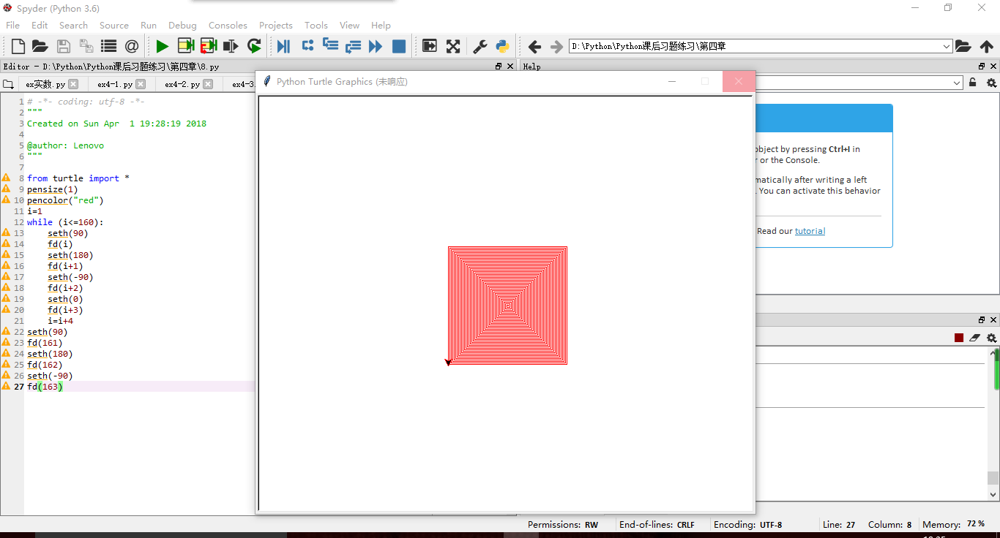 Spyder (Python 3.6)
File Edit Search Source Run Debug Consoles Projects Tools View Help
D:\Python\Python课后习题练习\第四章
Editor - D:\Python\Python课后习题练习\第四章\8.py
Help
ex实数.py ex4-1.py ex4-2.py ex4-3.
Python Turtle Graphics (未响应)
1 # -*- coding: utf-8 -*-
2 """
3 Created on Sun Apr  1 19:28:19 2018
4
5 @author: Lenovo
6 """
7
8 from turtle import *
9 pensize(1)
10 pencolor("red")
11 i=1
12 while (i<=160):
13     seth(90)
14     fd(i)
15     seth(180)
16     fd(i+1)
17     seth(-90)
18     fd(i+2)
19     seth(0)
20     fd(i+3)
21     i=i+4
22 seth(90)
23 fd(161)
24 seth(180)
25 fd(162)
26 seth(-90)
27 fd(163)
object by pressing Ctrl+I in
or the Console.
matically after writing a left
. You can activate this behavior
Read our tutorial
Permissions: RW End-of-lines: CRLF Encoding: UTF-8 Line: 27 Column: 8 Memory: 72 %